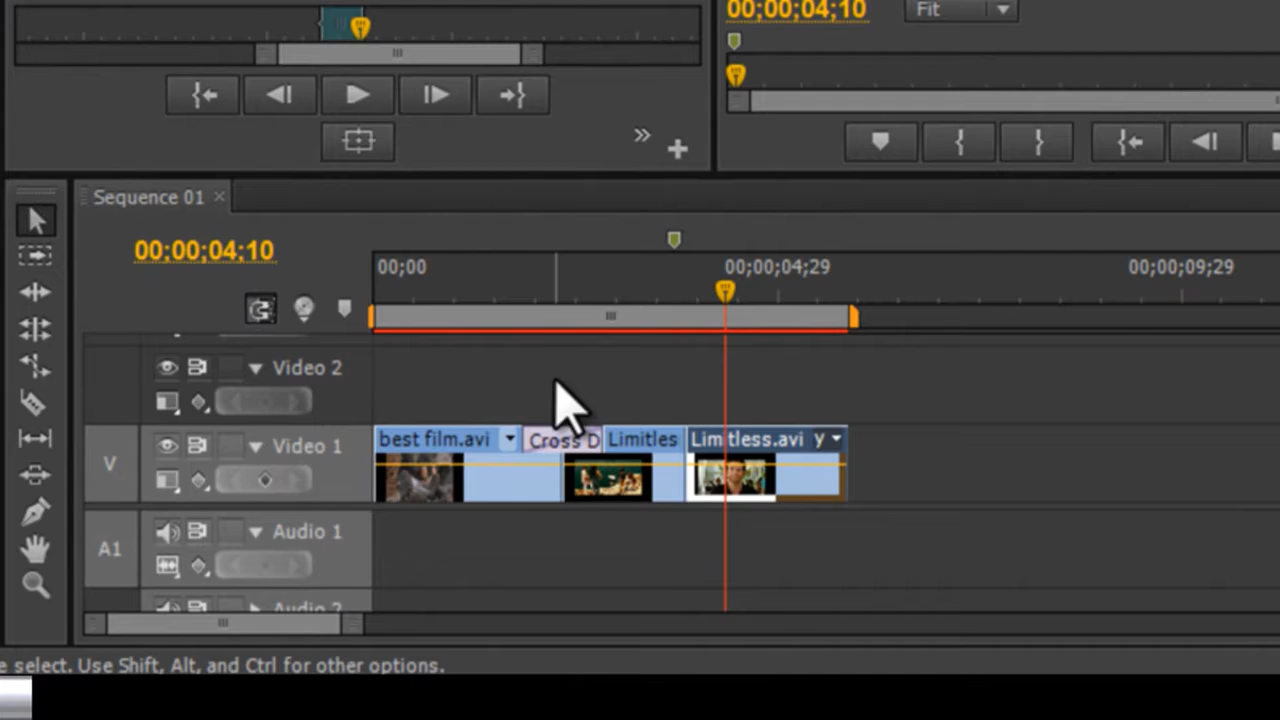 00;00;04;10
Fit
Sequence 01
00;00;04;10
00;00
00;00;04;29
00;00;09;29
Video 2
best film.avi
Cross D
Limitles
Limitless.avi y
V
Video 1
A1
Audio 1
Audio 2
e select. Use Shift, Alt, and Ctrl for other options.